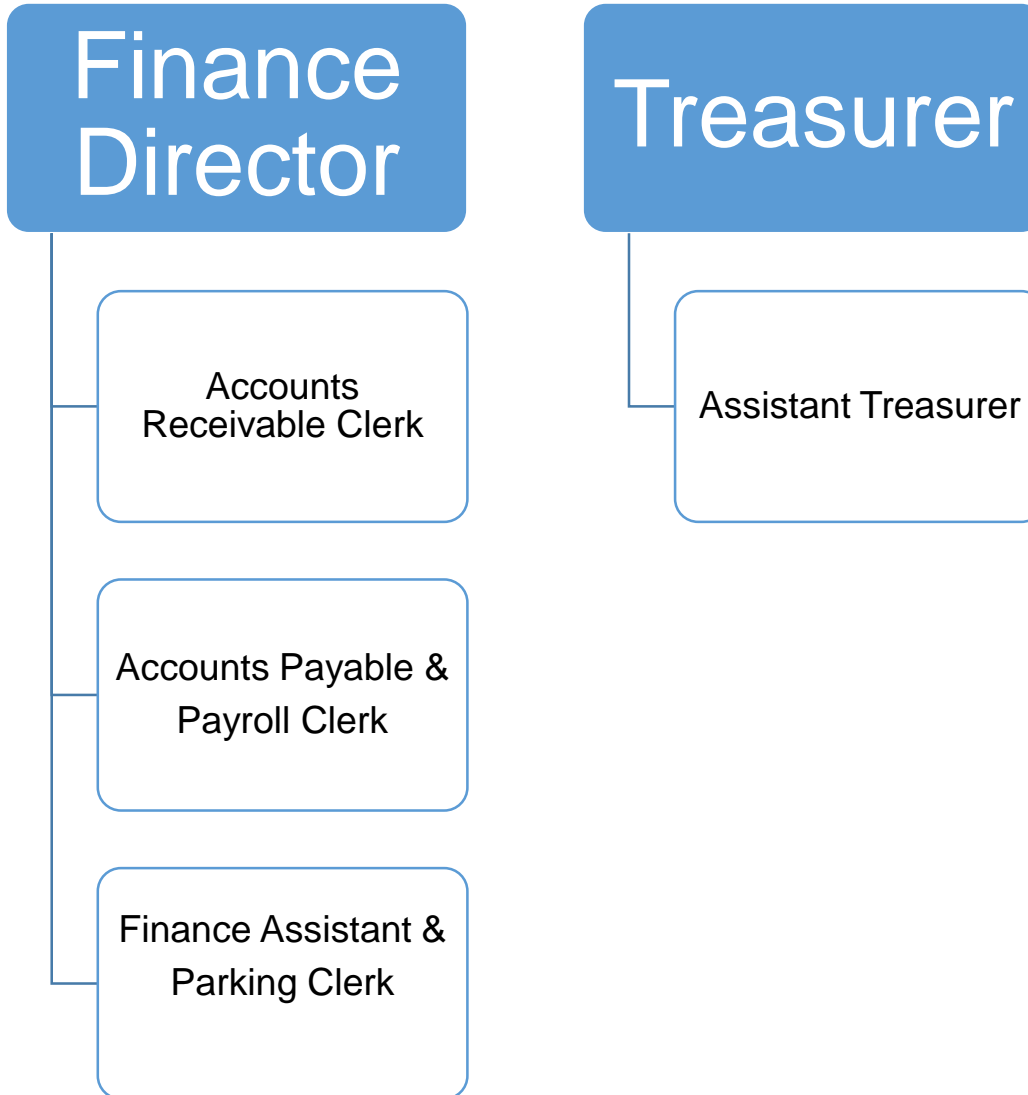 Finance
Director
Accounts
Receivable Clerk
Accounts Payable &
Payroll Clerk
Finance Assistant &
Parking Clerk
Treasurer
Assistant Treasurer